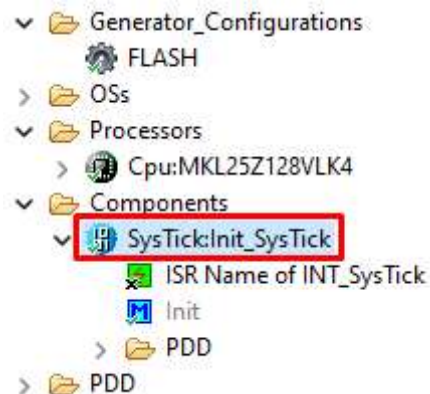 Generator_Configurations
FLASH
OSs
Processors
Cpu:MKL25Z128VLK4
Components
SysTick:Init_SysTick
ISR Name of INT_SysTick
Init
PDD
PDD